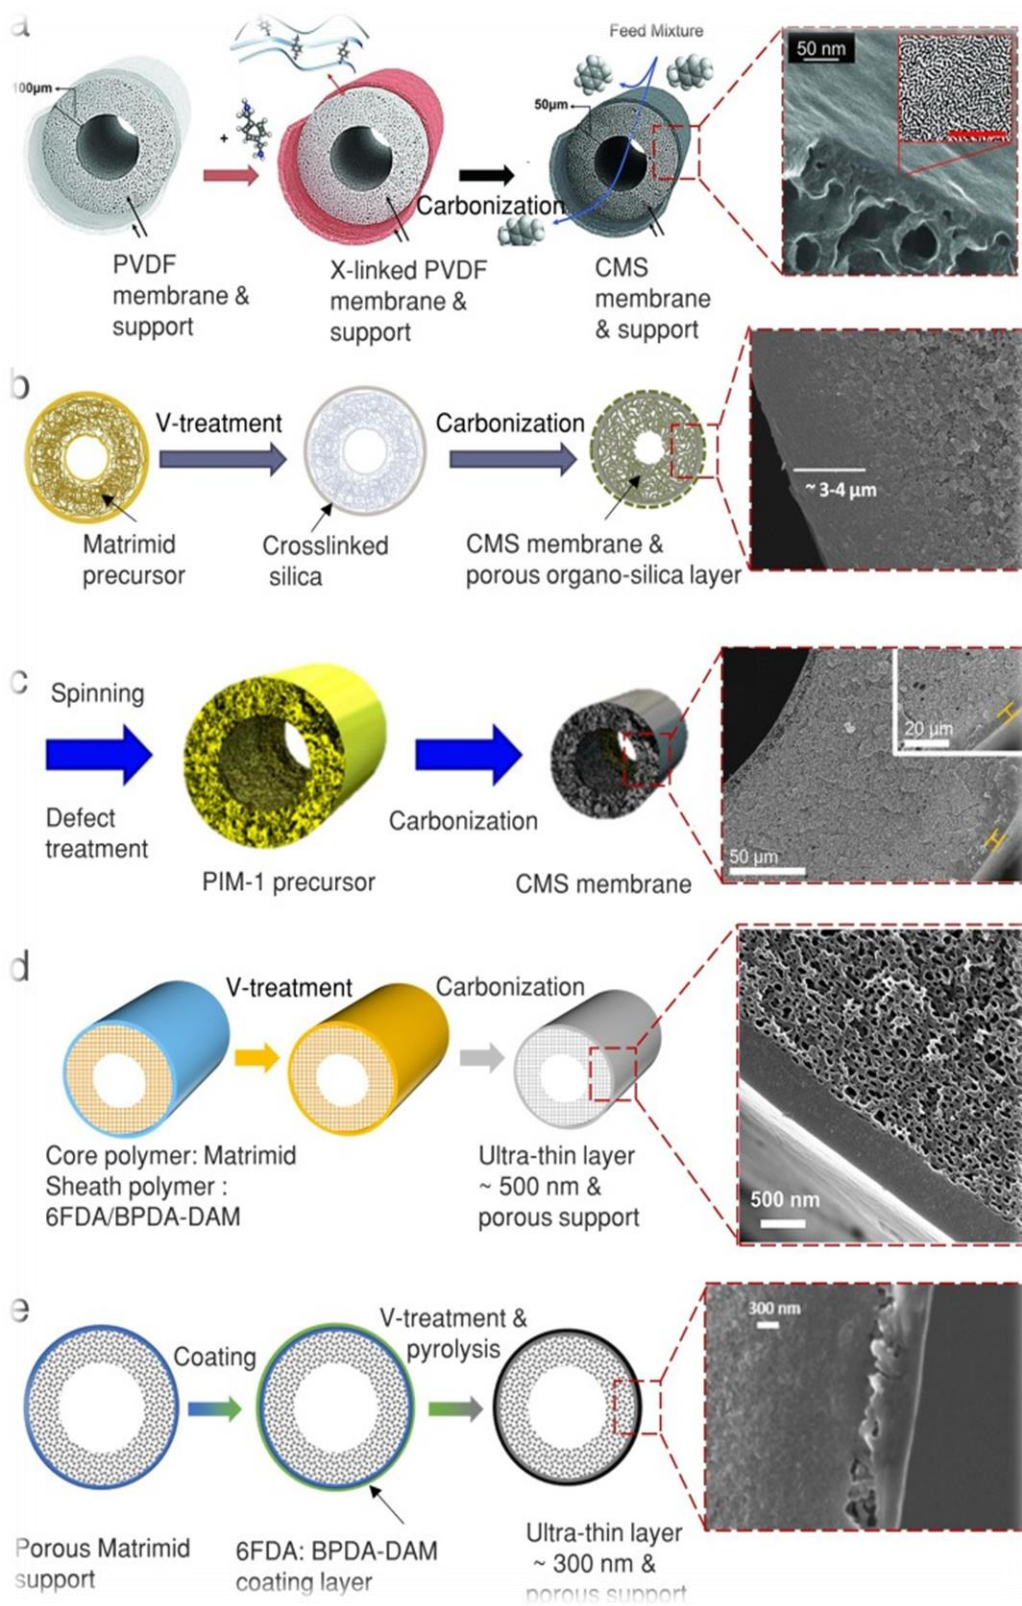 a
Feed Mixture
50 nm
100µm
50µm
+
Carbonization
PVDF
membrane &
support
X-linked PVDF
membrane &
support
CMS
membrane
& support
b
V-treatment
Carbonization
~ 3-4 µm
Matrimid
precursor
Crosslinked
silica
CMS membrane &
porous organo-silica layer
c
Spinning
Defect
treatment
Carbonization
PIM-1 precursor
CMS membrane
20 µm
50 µm
d
V-treatment
Carbonization
Core polymer: Matrimid
Sheath polymer :
6FDA/BPDA-DAM
Ultra-thin layer
~ 500 nm &
porous support
500 nm
e
Coating
V-treatment &
pyrolysis
300 nm
Porous Matrimid
support
6FDA: BPDA-DAM
coating layer
Ultra-thin layer
~ 300 nm &
porous support